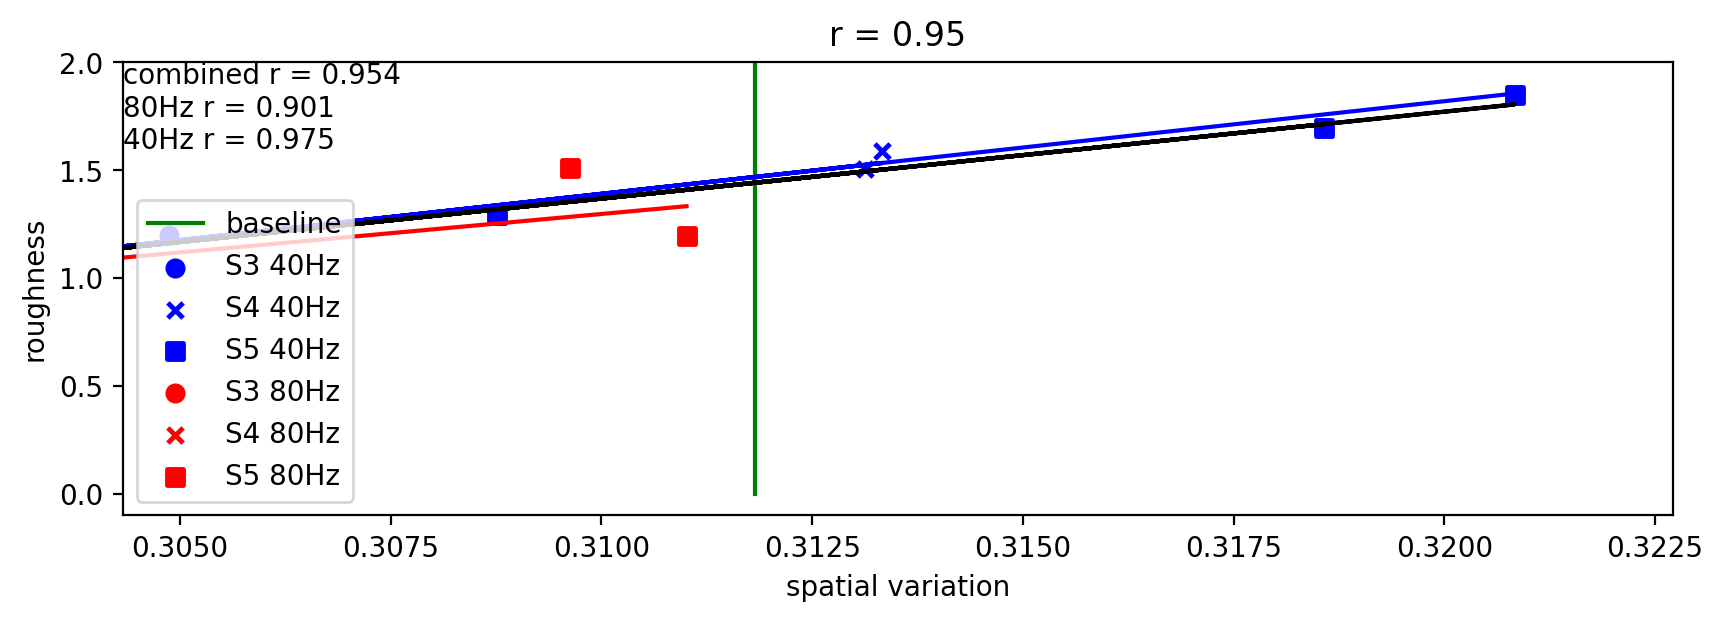 r = 0.95
combined r = 0.954
80Hz r = 0.901
40Hz r = 0.975
roughness
2.0
1.5
1.0
0.5
0.0
baseline
S3 40Hz
S4 40Hz
S5 40Hz
S3 80Hz
S4 80Hz
S5 80Hz
0.3050 0.3075 0.3100 0.3125 0.3150 0.3175 0.3200 0.3225
spatial variation